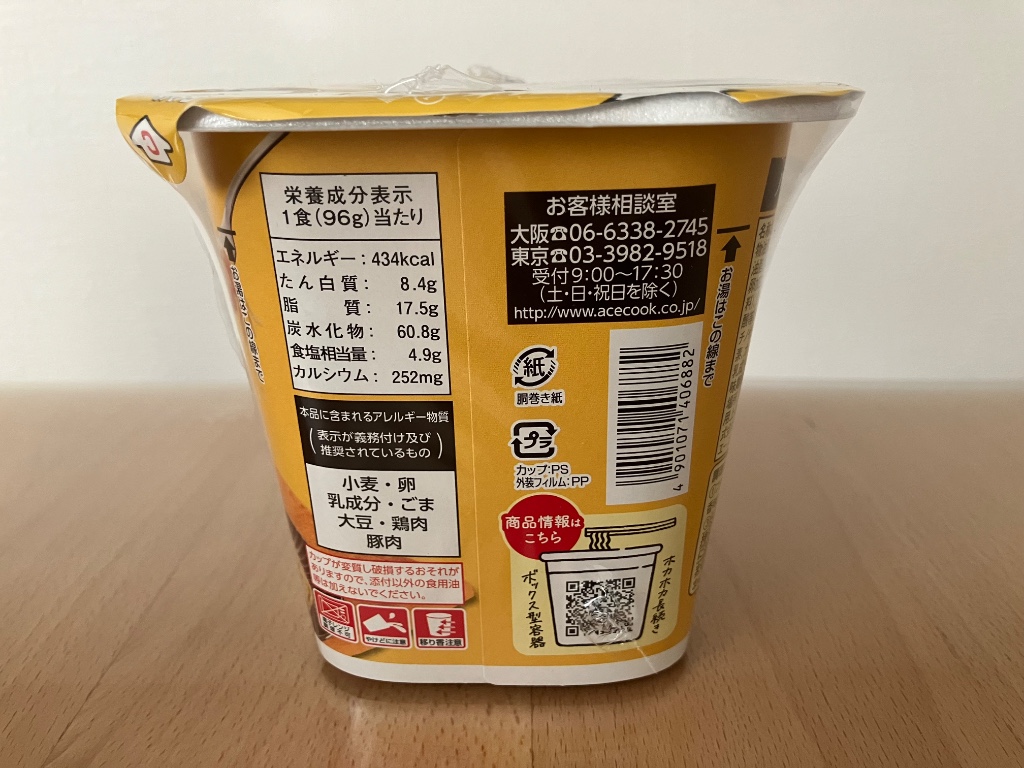 栄養成分表示
1食(96g)当たり
エネルギー：434kcal
たん白質： 8.4g
脂　　質： 17.5g
炭水化物： 60.8g
食塩相当量： 4.9g
カルシウム： 252mg
本品に含まれるアレルギー物質
(表示が義務付け及び
推奨されているもの)
小麦・卵
乳成分・ごま
大豆・鶏肉
豚肉
カップが変質し破損するおそれが
ありますので、添付以外の食用油
等は加えないでください。
やけどに注意
移り香注意
お湯はこの線まで
お客様相談室
大阪☎06-6338-2745
東京☎03-3982-9518
受付9:00〜17:30
(土・日・祝日を除く)
http://www.acecook.co.jp/
紙
胴巻き紙
プラ
カップ:PS
外装フィルム:PP
4901071406882
商品情報は
こちら
ボックス型容器
ホカホカ長続き
お湯はこの線まで